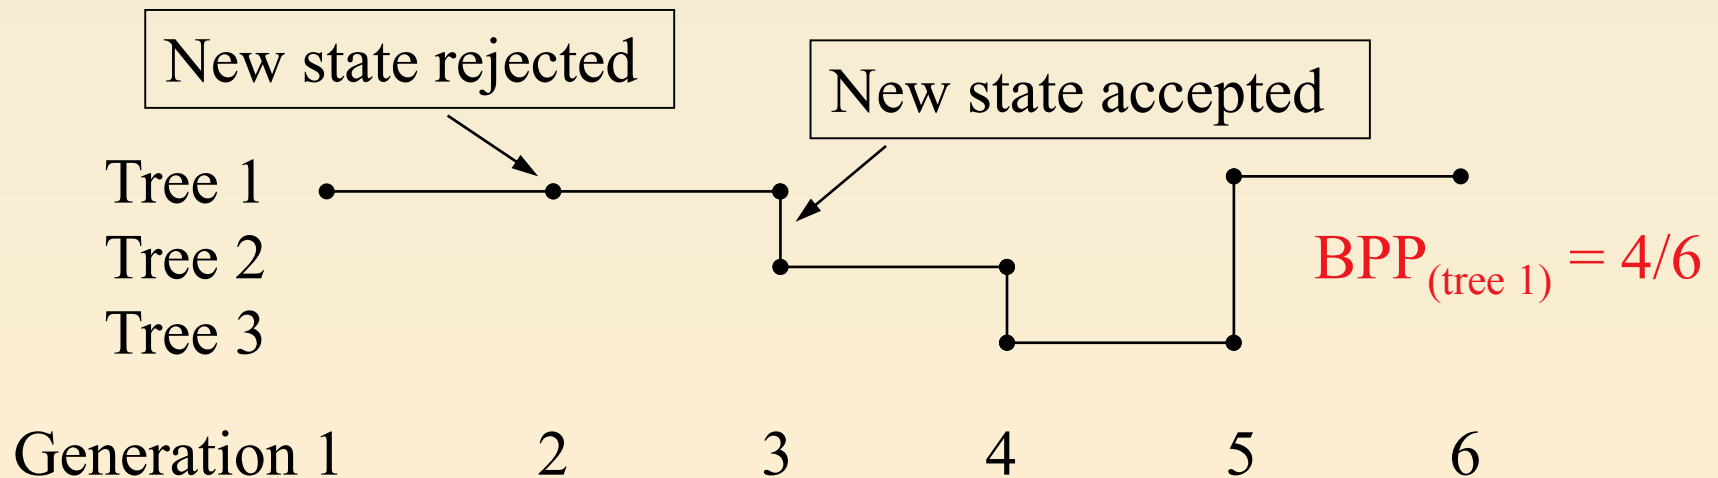 New state rejected
New state accepted
Tree 1
Tree 2
BPP(tree 1) = 4/6
Tree 3
Generation 1 2 3 4 5 6